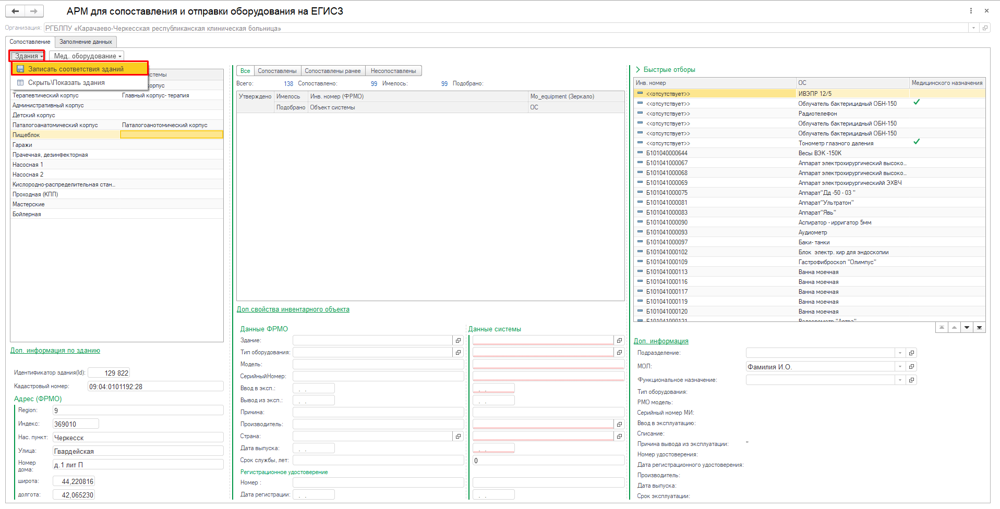 АРМ для сопоставления и отправки оборудования на ЕГИСЗ
Организация: РГБЛПУ «Карачаево-Черкесская республиканская клиническая больница»
Сопоставление Заполнение данных
Здания Мед. оборудование
Записать соответствия зданий
Скрыть\Показать здания
стемы
орпус
Терапевтический корпус Главный корпус- терапия
Административный корпус
Детский корпус
Паталогоанатомический корпус Паталогоанотомический корпус
Пищеблок
Гаражи
Прачечная, дезинфекторная
Насосная 1
Насосная 2
Кислородно-распределительная стан...
Проходная (КПП)
Мастерские
Бойлерная
Доп. информация по зданию
Идентификатор здания(Id): 129 822
Кадастровый номер: 09:04:0101192:28
Адрес (ФРМО)
Region: 9
Индекс: 369010
Нас. пункт: Черкесск
Улица: Гвардейская
Номер дома: д.1 лит П
широта: 44,220816
долгота: 42,065230
Все Сопоставлены Сопоставлены ранее Несопоставлены
Всего: 138 Сопоставлено: 99 Имелось: 99 Подобрано:
Утверждено Имелось Инв. номер (ФРМО) Mo_equipment (Зеркало)
Подобрано Объект системы ОС
Доп.свойства инвентарного объекта
Данные ФРМО Данные системы
Здание:
Тип оборудования:
Модель:
СерийныйНомер:
Ввод в эксп.: . . . .
Вывод из эксп.: . . . .
Причина:
Производитель:
Страна:
Дата выпуска: . . . .
Срок службы, лет: 0
Регистрационное удостоверение
Номер :
Дата регистрации: . . . .
Быстрые отборы
Инв. номер ОС Медицинского назначения
<<отсутствует>> ИВЭПР 12/5
<<отсутствует>> Облучатель бактерицидный ОБН-150
<<отсутствует>> Радиотелефон
<<отсутствует>> Облучатель бактерицидный ОБН-150
<<отсутствует>> Облучатель бактерицидный ОБН-150
<<отсутствует>> Тонометр глазного даления
Б101040000644 Весы ВЭК -150К
Б101041000067 Аппарат электрохирургический высоко...
Б101041000068 Аппарат электрохирургический высоко...
Б101041000069 Аппарат электрохирургическийй ЭХВЧ
Б101041000075 Аппарат"Дд -50 - 03 "
Б101041000081 Аппарат"Ультратон"
Б101041000083 Аппарат"Явь"
Б101041000090 Аспиратор - ирригатор 5мм
Б101041000093 Аудиометр
Б101041000097 Баки- танки
Б101041000102 Блок электр. хир для эндоскопии
Б101041000109 Гастрофиброскоп "Олимпус"
Б101041000113 Ванна моечная
Б101041000116 Ванна моечная
Б101041000117 Ванна моечная
Б101041000119 Ванна моечная
Б101041000120 Ванна моечная
Б101041000121
Доп. информация
Подразделение:
МОЛ: Фамилия И.О.
Функциональное назначение:
Тип оборудования:
РМО модель:
Серийный номер МИ:
Ввод в эксплуатацию:
Списание:
Причина вывода из эксплуатации: "
Номер удостоверения:
Дата регистрационного удостоверения:
Производитель:
Дата выпуска:
Срок эксплуатации: